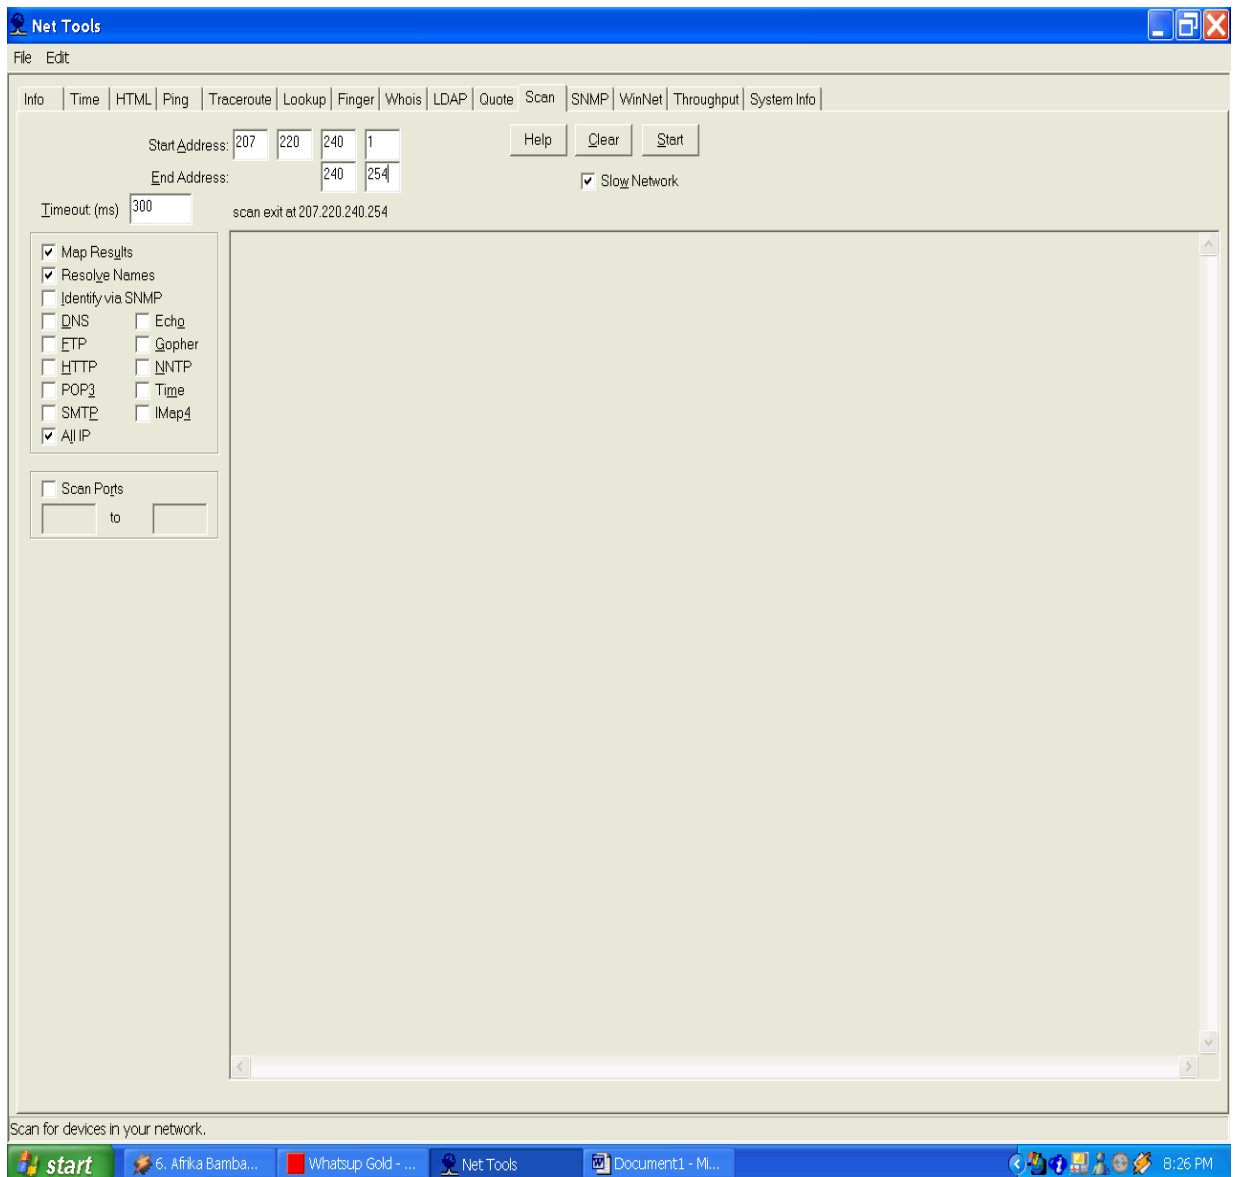 Net Tools
File Edit
Info Time HTML Ping Traceroute Lookup Finger Whois LDAP Quote Scan SNMP WinNet Throughput System Info
Start Address: 207 220 240 1 Help Clear Start
End Address: 240 254 Slow Network
Timeout (ms) 300 scan exit at 207.220.240.254
Map Results
Resolve Names
Identify via SNMP
DNS Echo
FTP Gopher
HTTP NNTP
POP3 Time
SMTP IMap4
All IP
Scan Ports
to
Scan for devices in your network.
start 6. Afrika Bamba... Whatsup Gold - ... Net Tools Document1 - Mi... 8:26 PM